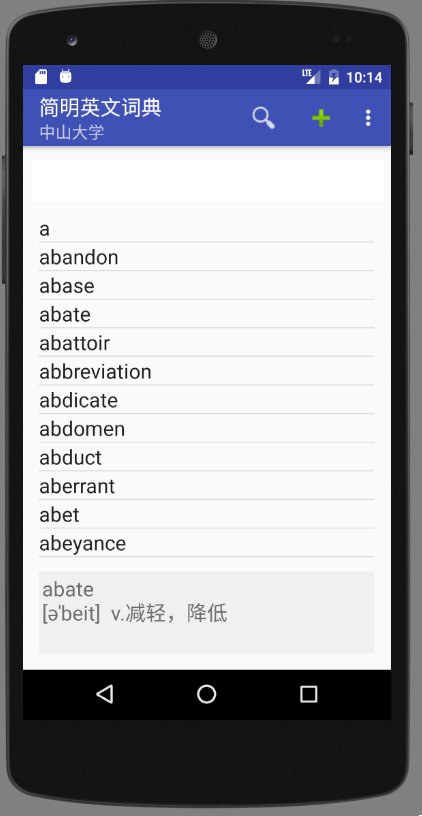 LTE 10:14
简明英文词典
中山大学
a
abandon
abase
abate
abattoir
abbreviation
abdicate
abdomen
abduct
aberrant
abet
abeyance
abate
[ə'beit]  v.减轻，降低